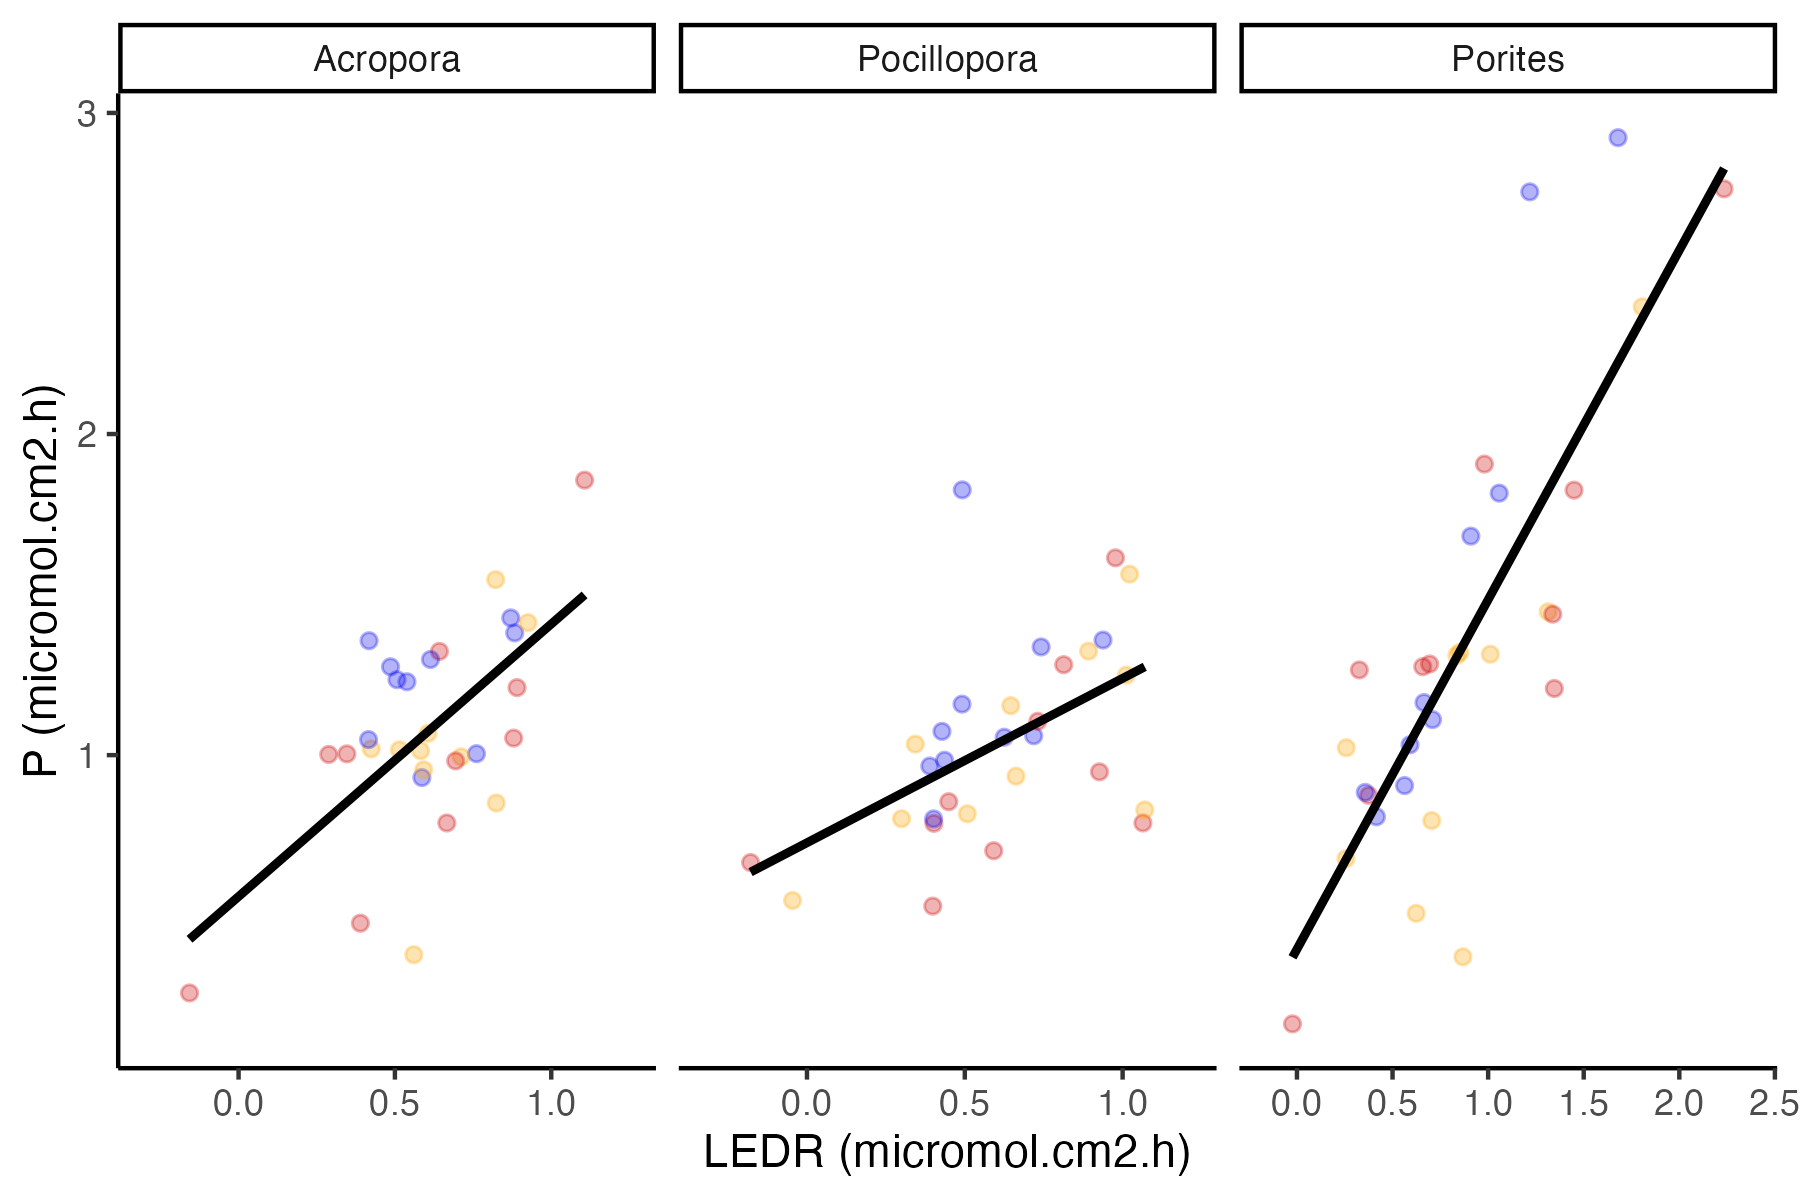 Acropora Pocillopora Porites
3
2
1
P (micromol.cm2.h)
0.0 0.5 1.0 0.0 0.5 1.0 0.0 0.5 1.0 1.5 2.0 2.5
LEDR (micromol.cm2.h)